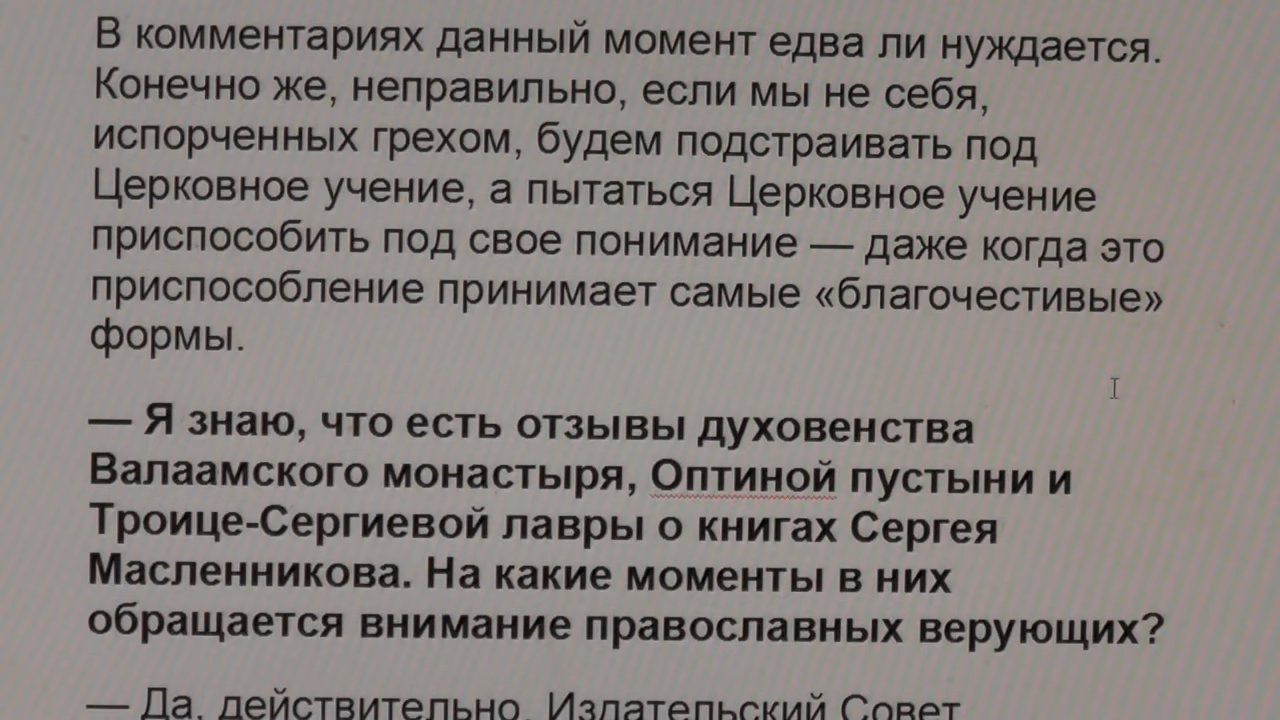 В комментариях данный момент едва ли нуждается.
Конечно же, неправильно, если мы не себя,
испорченных грехом, будем подстраивать под
Церковное учение, а пытаться Церковное учение
приспособить под свое понимание — даже когда это
приспособление принимает самые «благочестивые»
формы.
— Я знаю, что есть отзывы духовенства
Валаамского монастыря, Оптиной пустыни и
Троице-Сергиевой лавры о книгах Сергея
Масленникова. На какие моменты в них
обращается внимание православных верующих?
— Да, действительно, Издательский Совет